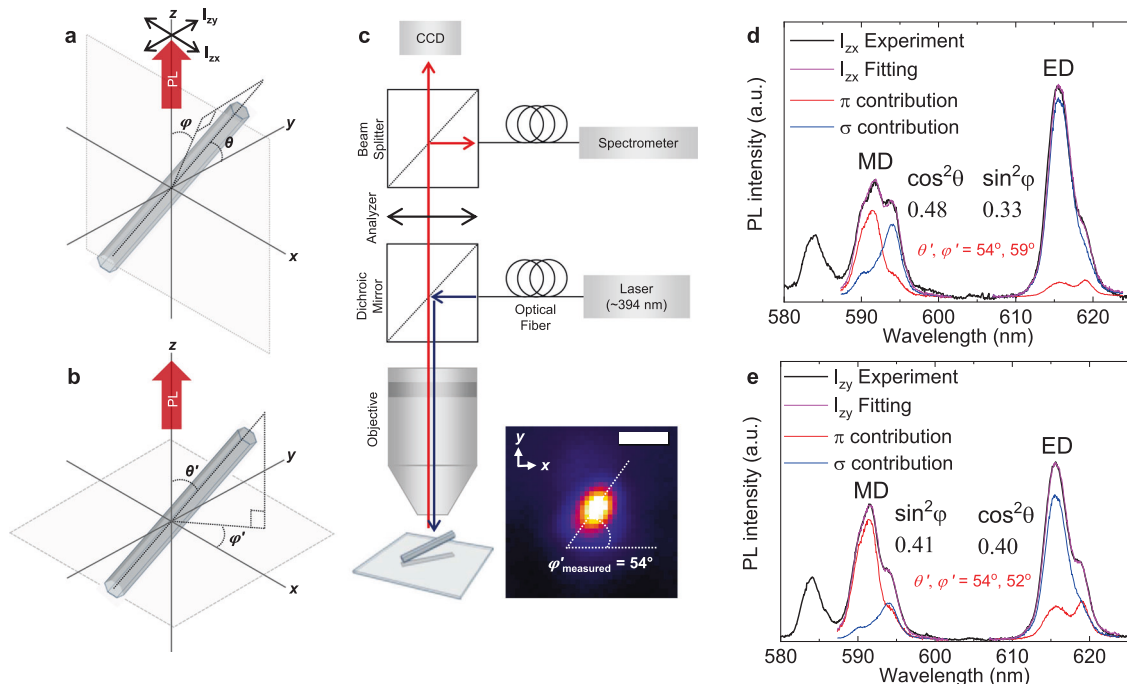 a
z
I_zy
I_zx
PL
φ
θ
y
x
b
z
PL
θ'
y
φ'
x
c
CCD
Beam
Splitter
Spectrometer
Analyzer
Dichroic
Mirror
Laser
(~394 nm)
Optical
Fiber
Objective
y
x
φ'measured = 54°
d
I_zx Experiment
I_zx Fitting
π contribution
σ contribution
ED
MD
cos²θ sin²φ
0.48 0.33
θ', φ' = 54°, 59°
PL intensity (a.u.)
580 590 600 610 620
Wavelength (nm)
e
I_zy Experiment
I_zy Fitting
π contribution
σ contribution
ED
MD
sin²φ cos²θ
0.41 0.40
θ', φ' = 54°, 52°
PL intensity (a.u.)
580 590 600 610 620
Wavelength (nm)